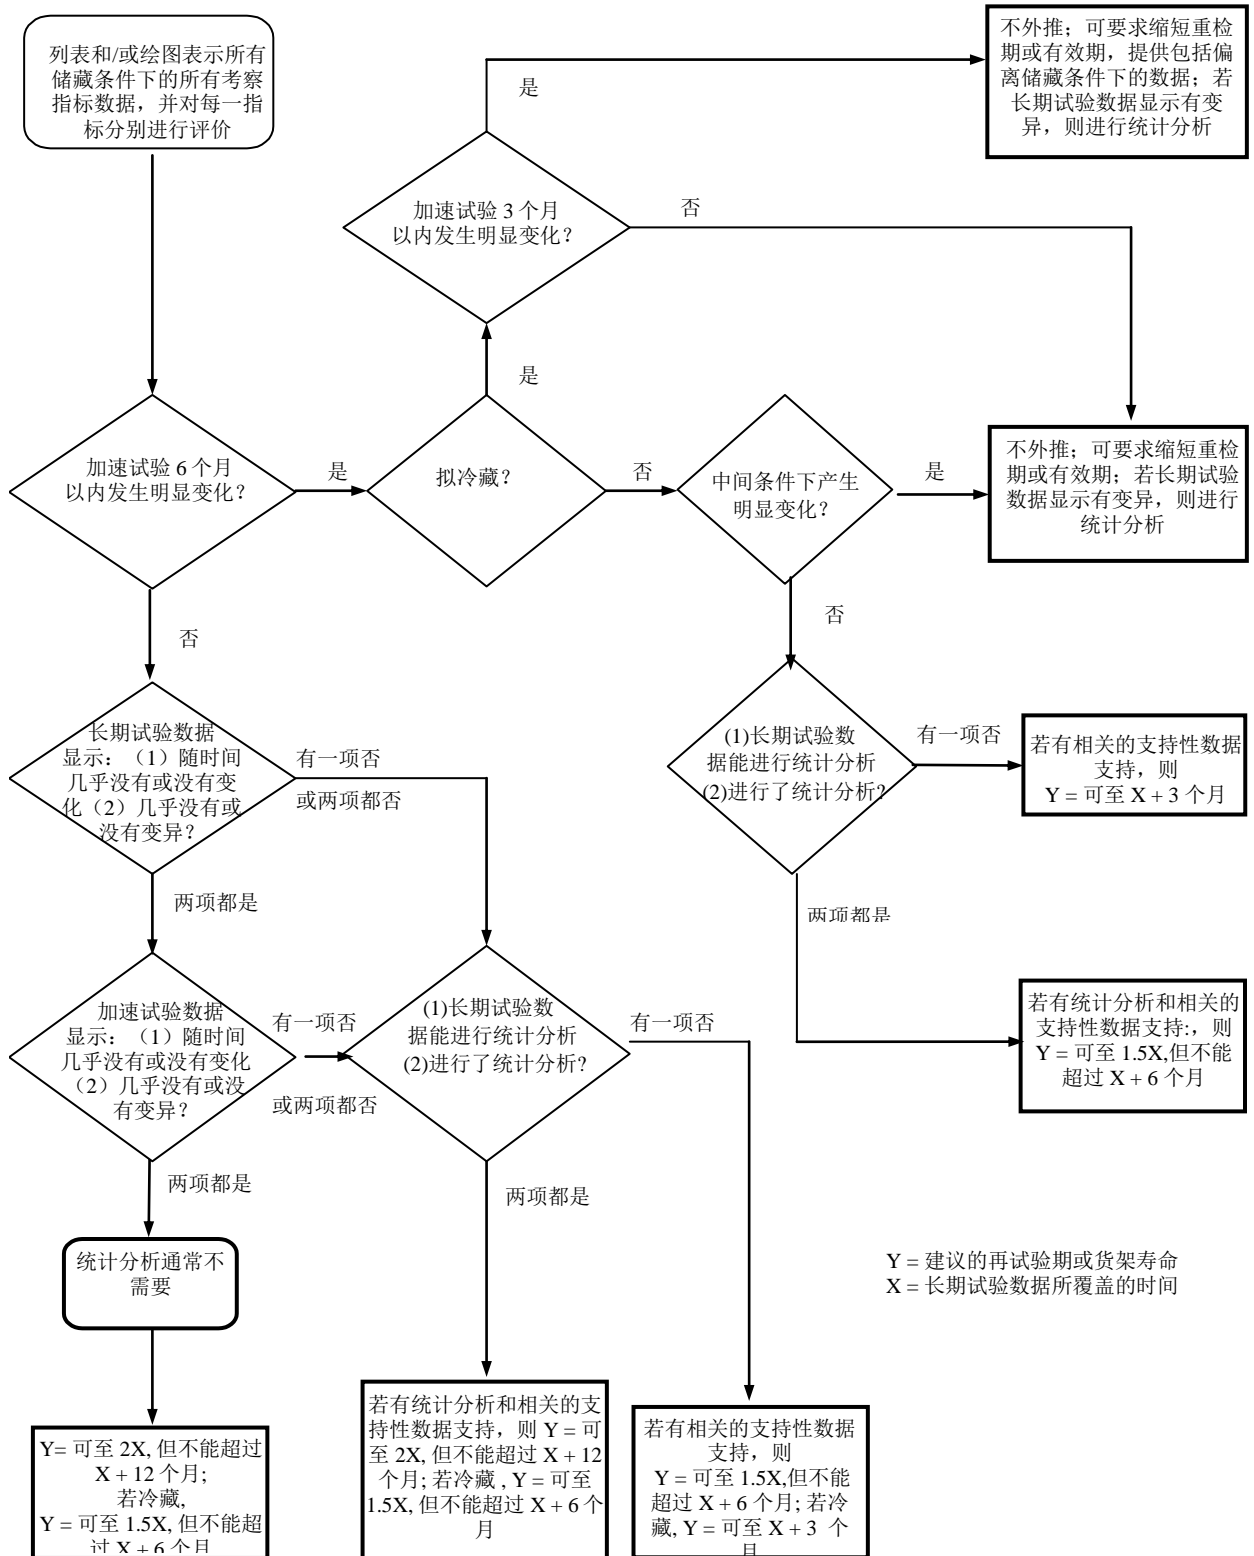 列表和/或绘图表示所有
储藏条件下的所有考察
指标数据，并对每一指
标分别进行评价
不外推；可要求缩短重检
期或有效期，提供包括偏
离储藏条件下的数据；若
长期试验数据显示有变
异，则进行统计分析
是
加速试验 3 个月
以内发生明显变化？
否
是
加速试验 6 个月
以内发生明显变化？
是
拟冷藏？
否
中间条件下产生
明显变化？
是
不外推；可要求缩短重检
期或有效期；若长期试验
数据显示有变异，则进行
统计分析
否
否
长期试验数据
显示：（1）随时间
几乎没有或没有变
化（2）几乎没有或
没有变异？
有一项否
或两项都否
(1)长期试验数
据能进行统计分析
(2)进行了统计分析?
有一项否
若有相关的支持性数据
支持，则
Y = 可至 X + 3 个月
两项都是
两项都是
加速试验数据
显示：（1）随时间
几乎没有或没有变化
（2）几乎没有或没
有变异？
有一项否
或两项都否
(1)长期试验数
据能进行统计分析
(2)进行了统计分析?
有一项否
若有统计分析和相关的
支持性数据支持:，则
Y = 可至 1.5X,但不能
超过 X + 6 个月
两项都是
两项都是
统计分析通常不
需要
Y = 建议的再试验期或货架寿命
X = 长期试验数据所覆盖的时间
Y= 可至 2X, 但不能超过
X + 12 个月;
若冷藏,
Y = 可至 1.5X, 但不能超
过 X + 6 个月
若有统计分析和相关的支
持性数据支持，则 Y = 可
至 2X, 但不能超过 X + 12
个月; 若冷藏 , Y = 可至
1.5X, 但不能超过 X + 6 个
月
若有相关的支持性数据
支持，则
Y = 可至 1.5X,但不能
超过 X + 6 个月; 若冷
藏, Y = 可至 X + 3 个
月